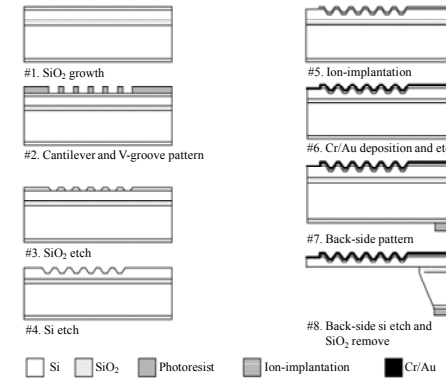 #1. SiO2 growth
#2. Cantilever and V-groove pattern
#3. SiO2 etch
#4. Si etch
#5. Ion-implantation
#6. Cr/Au deposition and etc
#7. Back-side pattern
#8. Back-side si etch and
SiO2 remove
Si
SiO2
Photoresist
Ion-implantation
Cr/Au